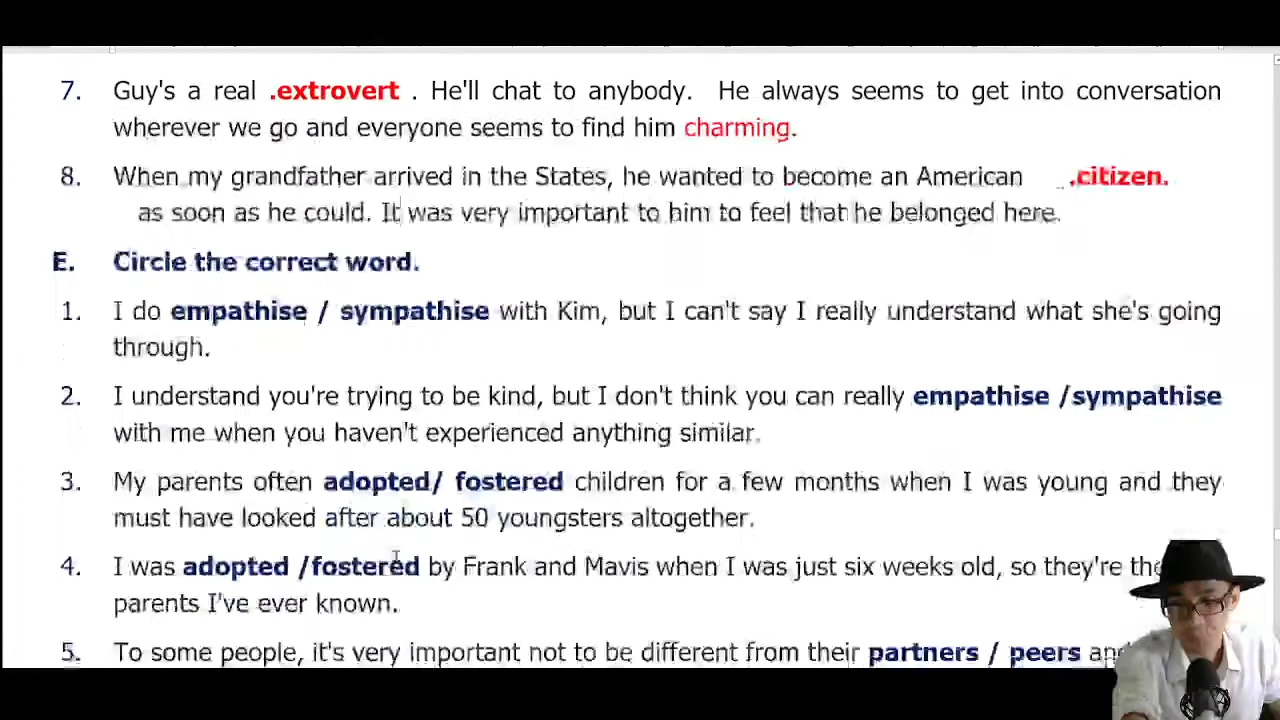 7. Guy's a real .extrovert . He'll chat to anybody. He always seems to get into conversation
wherever we go and everyone seems to find him charming.
8. When my grandfather arrived in the States, he wanted to become an American .citizen.
as soon as he could. It was very important to him to feel that he belonged here.
E. Circle the correct word.
1. I do empathise / sympathise with Kim, but I can't say I really understand what she's going
through.
2. I understand you're trying to be kind, but I don't think you can really empathise /sympathise
with me when you haven't experienced anything similar.
3. My parents often adopted/ fostered children for a few months when I was young and they
must have looked after about 50 youngsters altogether.
4. I was adopted /fostered by Frank and Mavis when I was just six weeks old, so they're
parents I've ever known.
5. To some people, it's very important not to be different from their partners / peers